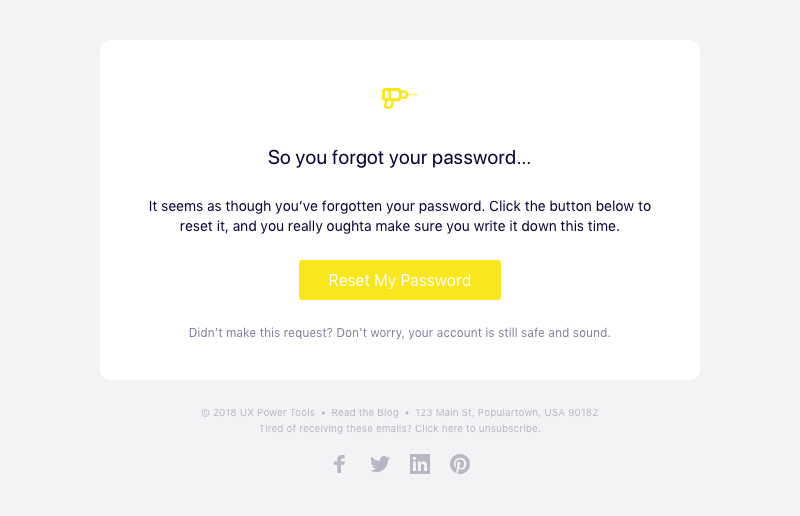 So you forgot your password...
It seems as though you’ve forgotten your password. Click the button below to
reset it, and you really oughta make sure you write it down this time.
Reset My Password
Didn’t make this request? Don’t worry, your account is still safe and sound.
© 2018 UX Power Tools • Read the Blog • 123 Main St, Populartown, USA 90182
Tired of receiving these emails? Click here to unsubscribe.